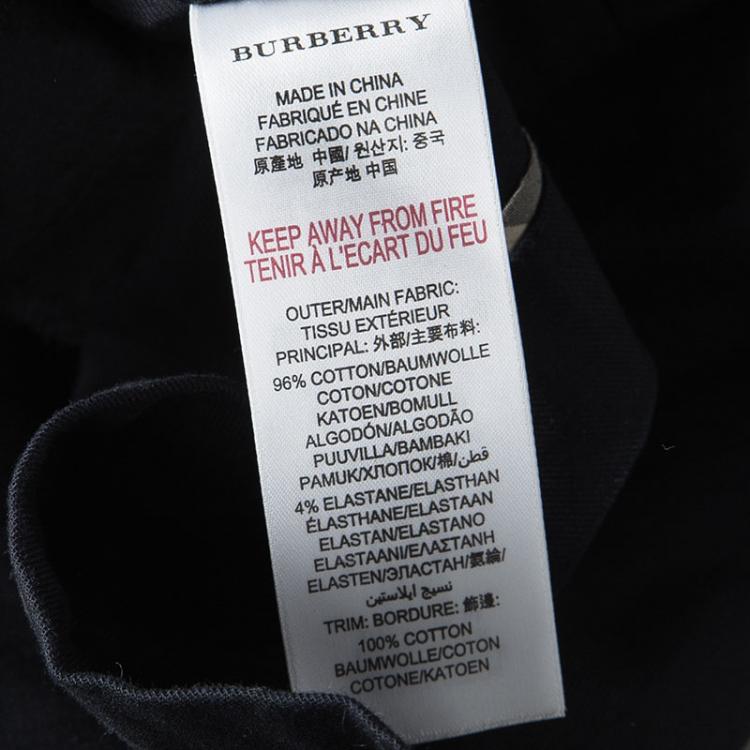 BURBERRY
MADE IN CHINA
FABRIQUÉ EN CHINE
FABRICADO NA CHINA
原産地 中國/ 원산지: 중국
原产地 中国
KEEP AWAY FROM FIRE
TENIR À L'ECART DU FEU
OUTER/MAIN FABRIC:
TISSU EXTÉRIEUR
PRINCIPAL: 外部/主要布料:
96% COTTON/BAUMWOLLE
COTON/COTONE
KATOEN/BOMULL
ALGODÓN/ALGODÃO
PUUVILLA/ΒΑΜΒΑΚΙ
PAMUK/ХЛОПОК/棉/قطن
4% ELASTANE/ELASTHAN
ÉLASTHANE/ELASTAAN
ELASTAN/ELASTANO
ELASTAANI/ΕΛΑΣΤΑΝΗ
ELASTEN/ЭЛАСТАН/氨綸/
نسيج ايلاستين
TRIM: BORDURE: 飾邊:
100% COTTON
BAUMWOLLE/COTON
COTONE/KATOEN